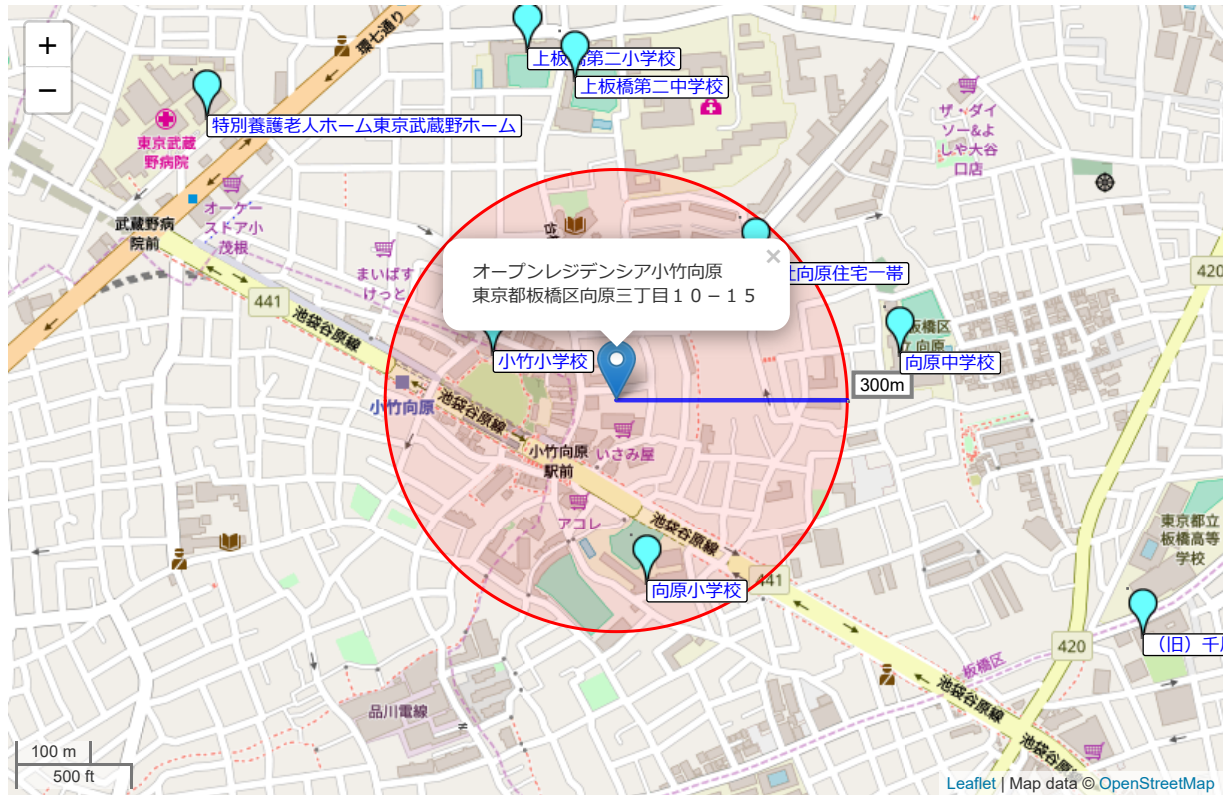 +
−
環七通り
上板橋第二小学校
上板橋第二中学校
特別養護老人ホーム東京武蔵野ホーム
東京武蔵
野病院
ザ・ダイ
ソー&よ
しや大谷
口店
オーケー
ストア小
茂根
武蔵野病
院前
まいばす
けっと
オープンレジデンシア小竹向原
東京都板橋区向原三丁目１０－１５
×
向原住宅一帯
420
441
池袋谷原線
板橋区
立 向原
小竹小学校
向原中学校
300m
小竹向原
池袋谷原線
小竹向原
駅前
いさみ屋
アコレ
池袋谷原線
東京都立
板橋高等
学校
向原小学校
441
420
（旧）千
板橋区
池袋谷原線
品川電線
池袋谷原線
100 m
500 ft
Leaflet | Map data © OpenStreetMap